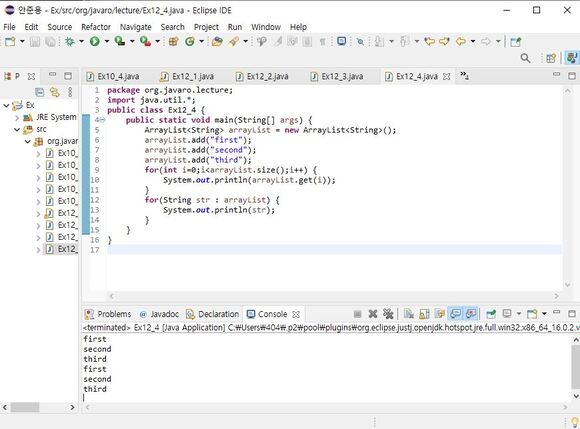 안준용 - Ex/src/org/javaro/lecture/Ex12_4.java - Eclipse IDE
File Edit Source Refactor Navigate Search Project Run Window Help
P
Ex10_4.java Ex12_1.java Ex12_2.java Ex12_3.java Ex12_4.java
Ex
JRE System
src
org.javar
Ex10_
Ex10_
Ex10_
Ex10_
Ex10_
Ex12_
Ex12_
Ex12_
Ex12_
1 package org.javaro.lecture;
2 import java.util.*;
3 public class Ex12_4 {
4 public static void main(String[] args) {
5 ArrayList<String> arrayList = new ArrayList<String>();
6 arrayList.add("first");
7 arrayList.add("second");
8 arrayList.add("third");
9 for(int i=0;i<arrayList.size();i++) {
10 System.out.println(arrayList.get(i));
11 }
12 for(String str : arrayList) {
13 System.out.println(str);
14 }
15 }
16 }
17
Problems @ Javadoc Declaration Console
<terminated> Ex12_4 [Java Application] C:₩Users₩404₩.p2₩pool₩plugins₩org.eclipse.justj.openjdk.hotspot.jre.full.win32.x86_64_16.0.2.v
first
second
third
first
second
third